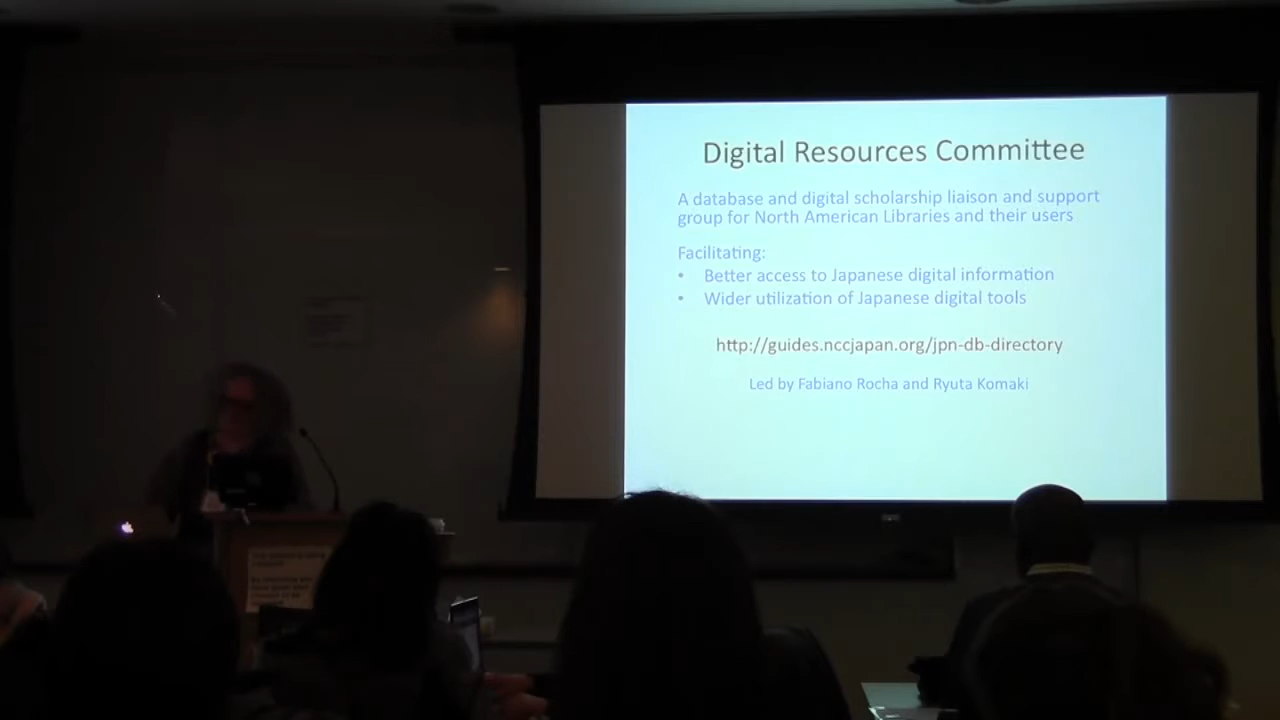 Digital Resources Committee
A database and digital scholarship liaison and support
group for North American Libraries and their users
Facilitating:
• Better access to Japanese digital information
• Wider utilization of Japanese digital tools
http://guides.nccjapan.org/jpn-db-directory
Led by Fabiano Rocha and Ryuta Komaki